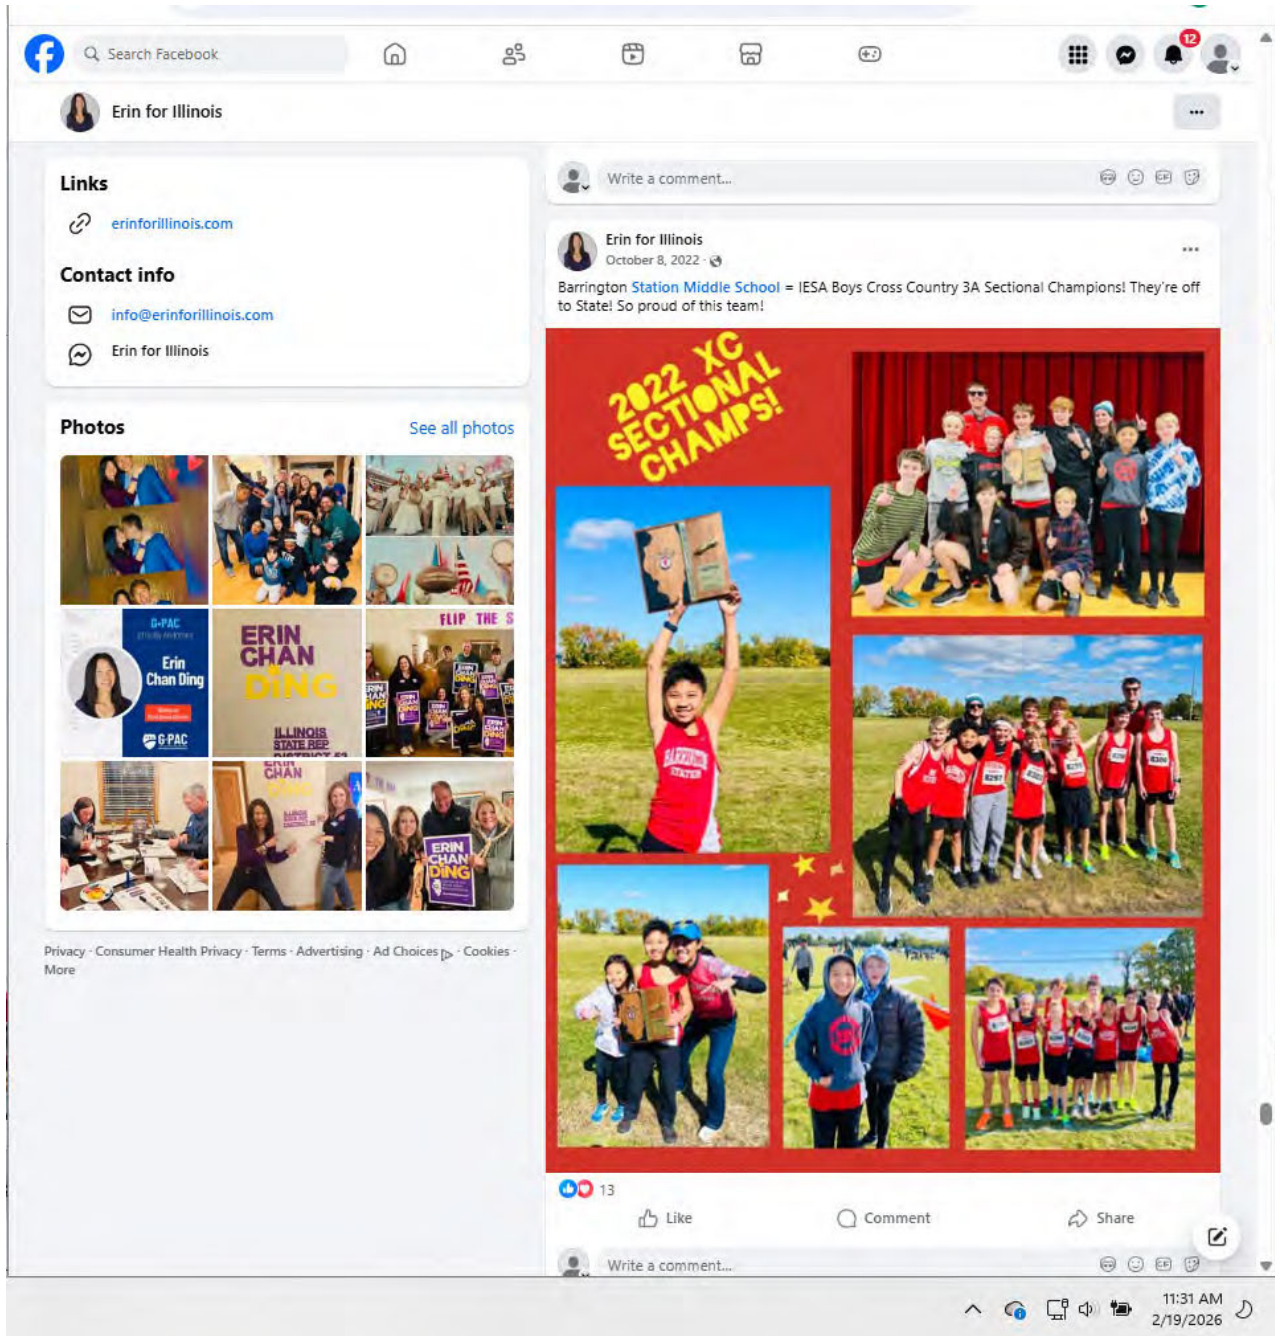 Search Facebook
12
Erin for Illinois
Links
erinforillinois.com
Contact info
info@erinforillinois.com
Erin for Illinois
Photos
See all photos
G-PAC
Erin
Chan Ding
G-PAC
ERIN
CHAN
DiNG
ILLINOIS
STATE REP
FLIP THE S
ERIN
CHAN
DiNG
Privacy · Consumer Health Privacy · Terms · Advertising · Ad Choices · Cookies ·
More
Write a comment...
Erin for Illinois
October 8, 2022 ·
Barrington Station Middle School = IESA Boys Cross Country 3A Sectional Champions! They're off
to State! So proud of this team!
2022 XC
SECTIONAL
CHAMPS!
STATION
13
Like
Comment
Share
Write a comment...
11:31 AM
2/19/2026